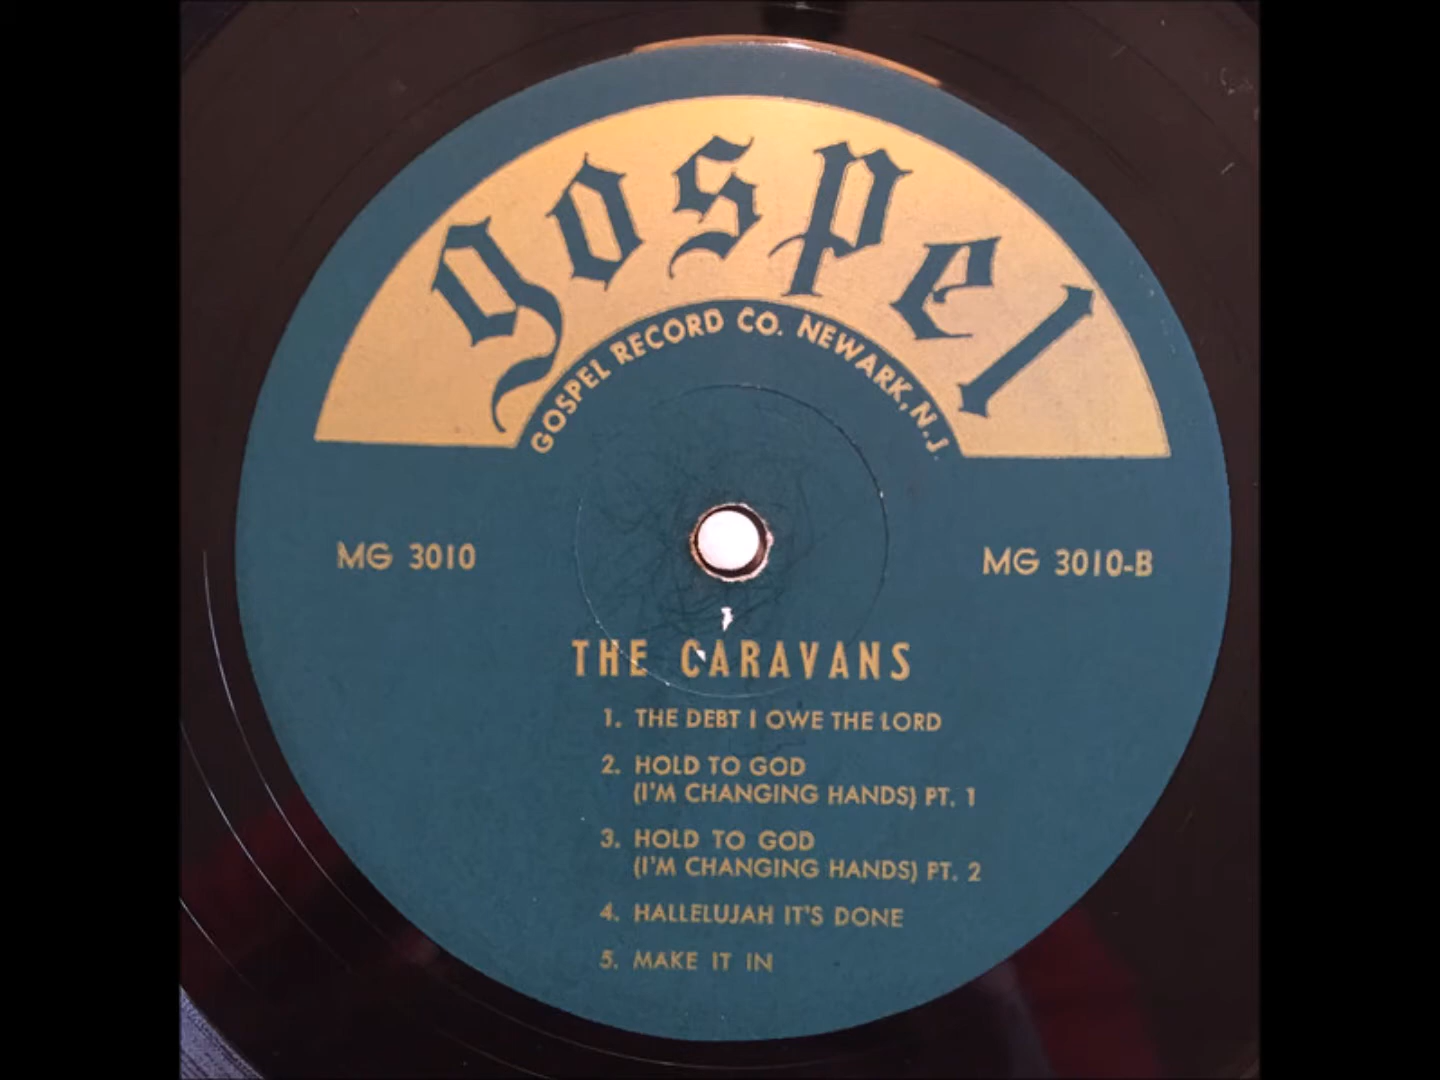 gospel
GOSPEL RECORD CO. NEWARK, N.J.
MG 3010
MG 3010-B
THE CARAVANS
1. THE DEBT I OWE THE LORD
2. HOLD TO GOD
(I'M CHANGING HANDS) PT. 1
3. HOLD TO GOD
(I'M CHANGING HANDS) PT. 2
4. HALLELUJAH IT'S DONE
5. MAKE IT IN